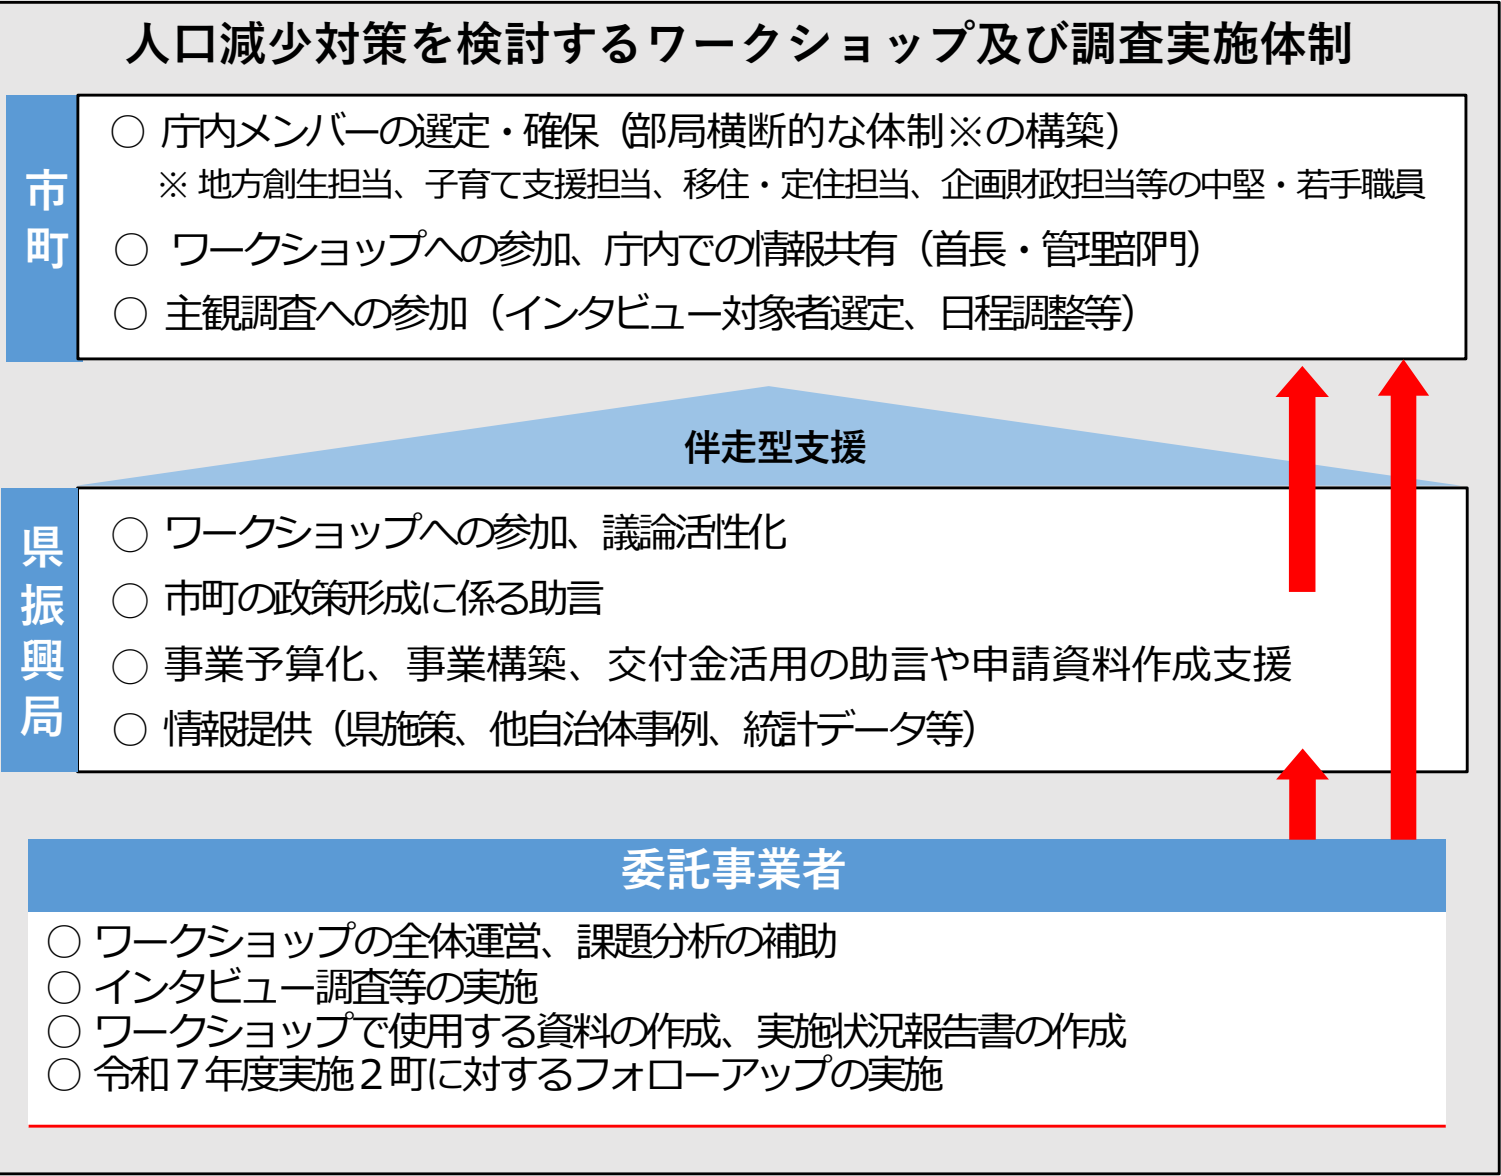 人口減少対策を検討するワークショップ及び調査実施体制
市町
○ 庁内メンバーの選定・確保（部局横断的な体制※の構築）
※ 地方創生担当、子育て支援担当、移住・定住担当、企画財政担当等の中堅・若手職員
○ ワークショップへの参加、庁内での情報共有（首長・管理部門）
○ 主観調査への参加（インタビュー対象者選定、日程調整等）
伴走型支援
県振興局
○ ワークショップへの参加、議論活性化
○ 市町の政策形成に係る助言
○ 事業予算化、事業構築、交付金活用の助言や申請資料作成支援
○ 情報提供（県施策、他自治体事例、統計データ等）
委託事業者
○ ワークショップの全体運営、課題分析の補助
○ インタビュー調査等の実施
○ ワークショップで使用する資料の作成、実施状況報告書の作成
○ 令和７年度実施２町に対するフォローアップの実施